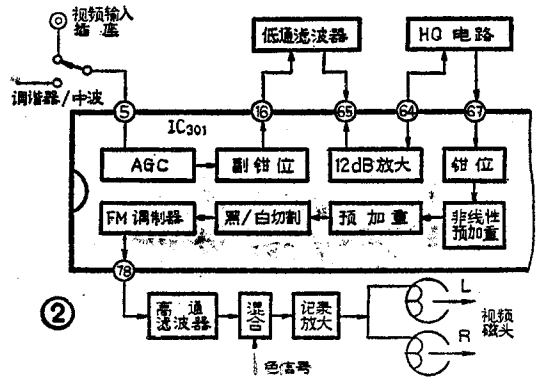 视频输入
插座
调谐器/中波
低通滤波器
HQ电路
5
16
65
64
67
IC301
AGC
副钳位
12dB放大
钳位
FM调制器
黑/白切割
预加重
非线性
预加重
78
②
高通
滤波器
混合
记录
放大
L
R
视频
磁头
色信号